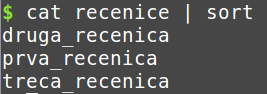 $ cat recenice | sort
druga_recenica
prva_recenica
treca_recenica